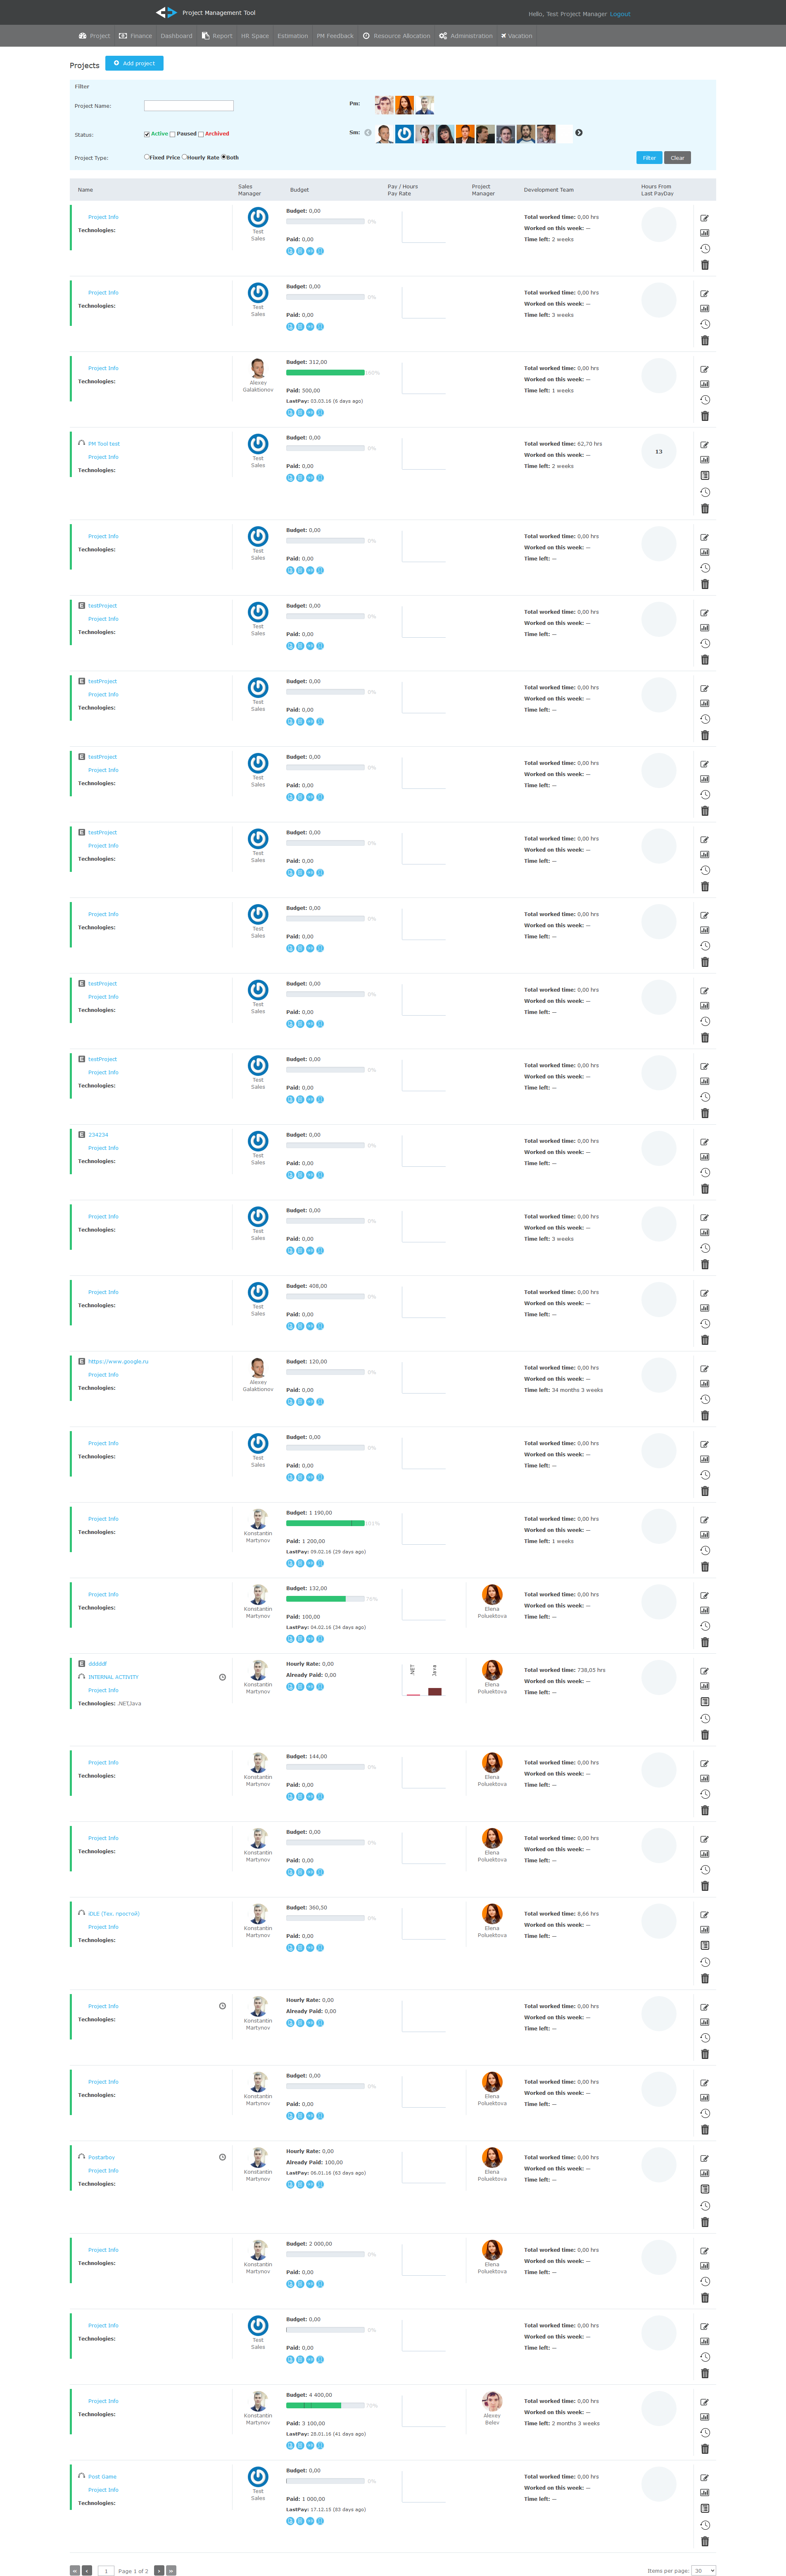 Project Management Tool
Hello, Test Project Manager Logout
Project Finance Dashboard Report HR Space Estimation PM Feedback Resource Allocation Administration Vacation
Projects Add project
Filter
Project Name: Pm:
Status: Active Paused Archived Sm:
Project Type: Fixed Price Hourly Rate Both Filter Clear
Name Sales Manager Budget Pay / Hours Pay Rate Project Manager Development Team Hours From Last PayDay
Project Info
Technologies:
Test Sales
Budget: 0,00
0%
Paid: 0,00
Total worked time: 0,00 hrs
Worked on this week: —
Time left: 2 weeks
Project Info
Technologies:
Test Sales
Budget: 0,00
0%
Paid: 0,00
Total worked time: 0,00 hrs
Worked on this week: —
Time left: 3 weeks
Project Info
Technologies:
Alexey Galaktionov
Budget: 312,00
160%
Paid: 500,00
LastPay: 03.03.16 (6 days ago)
Total worked time: 0,00 hrs
Worked on this week: —
Time left: 1 weeks
PM Tool test
Project Info
Technologies:
Test Sales
Budget: 0,00
0%
Paid: 0,00
Total worked time: 62,70 hrs
Worked on this week: —
Time left: 2 weeks
13
Project Info
Technologies:
Test Sales
Budget: 0,00
0%
Paid: 0,00
Total worked time: 0,00 hrs
Worked on this week: —
Time left: —
testProject
Project Info
Technologies:
Test Sales
Budget: 0,00
0%
Paid: 0,00
Total worked time: 0,00 hrs
Worked on this week: —
Time left: —
testProject
Project Info
Technologies:
Test Sales
Budget: 0,00
0%
Paid: 0,00
Total worked time: 0,00 hrs
Worked on this week: —
Time left: —
testProject
Project Info
Technologies:
Test Sales
Budget: 0,00
0%
Paid: 0,00
Total worked time: 0,00 hrs
Worked on this week: —
Time left: —
testProject
Project Info
Technologies:
Test Sales
Budget: 0,00
0%
Paid: 0,00
Total worked time: 0,00 hrs
Worked on this week: —
Time left: —
Project Info
Technologies:
Test Sales
Budget: 0,00
0%
Paid: 0,00
Total worked time: 0,00 hrs
Worked on this week: —
Time left: —
testProject
Project Info
Technologies:
Test Sales
Budget: 0,00
0%
Paid: 0,00
Total worked time: 0,00 hrs
Worked on this week: —
Time left: —
testProject
Project Info
Technologies:
Test Sales
Budget: 0,00
0%
Paid: 0,00
Total worked time: 0,00 hrs
Worked on this week: —
Time left: —
234234
Project Info
Technologies:
Test Sales
Budget: 0,00
0%
Paid: 0,00
Total worked time: 0,00 hrs
Worked on this week: —
Time left: —
Project Info
Technologies:
Test Sales
Budget: 0,00
0%
Paid: 0,00
Total worked time: 0,00 hrs
Worked on this week: —
Time left: 3 weeks
Project Info
Technologies:
Test Sales
Budget: 408,00
0%
Paid: 0,00
Total worked time: 0,00 hrs
Worked on this week: —
Time left: —
https://www.google.ru
Project Info
Technologies:
Alexey Galaktionov
Budget: 120,00
0%
Paid: 0,00
Total worked time: 0,00 hrs
Worked on this week: —
Time left: 34 months 3 weeks
Project Info
Technologies:
Test Sales
Budget: 0,00
0%
Paid: 0,00
Total worked time: 0,00 hrs
Worked on this week: —
Time left: —
Project Info
Technologies:
Konstantin Martynov
Budget: 1 190,00
101%
Paid: 1 200,00
LastPay: 09.02.16 (29 days ago)
Total worked time: 0,00 hrs
Worked on this week: —
Time left: 1 weeks
Project Info
Technologies:
Konstantin Martynov
Budget: 132,00
76%
Paid: 100,00
LastPay: 04.02.16 (34 days ago)
Elena Poluektova
Total worked time: 0,00 hrs
Worked on this week: —
Time left: —
dddddf
INTERNAL ACTIVITY
Project Info
Technologies: .NET,Java
Konstantin Martynov
Hourly Rate: 0,00
Already Paid: 0,00
.NET Java
Elena Poluektova
Total worked time: 738,05 hrs
Worked on this week: —
Time left: —
Project Info
Technologies:
Konstantin Martynov
Budget: 144,00
0%
Paid: 0,00
Elena Poluektova
Total worked time: 0,00 hrs
Worked on this week: —
Time left: —
Project Info
Technologies:
Konstantin Martynov
Budget: 0,00
0%
Paid: 0,00
Elena Poluektova
Total worked time: 0,00 hrs
Worked on this week: —
Time left: —
IDLE (Тех. простой)
Project Info
Technologies:
Konstantin Martynov
Budget: 360,50
0%
Paid: 0,00
Elena Poluektova
Total worked time: 8,66 hrs
Worked on this week: —
Time left: —
Project Info
Technologies:
Konstantin Martynov
Hourly Rate: 0,00
Already Paid: 0,00
Elena Poluektova
Total worked time: 0,00 hrs
Worked on this week: —
Time left: —
Project Info
Technologies:
Konstantin Martynov
Budget: 0,00
0%
Paid: 0,00
Elena Poluektova
Total worked time: 0,00 hrs
Worked on this week: —
Time left: —
Postarboy
Project Info
Technologies:
Konstantin Martynov
Hourly Rate: 0,00
Already Paid: 100,00
LastPay: 06.01.16 (63 days ago)
Elena Poluektova
Total worked time: 0,00 hrs
Worked on this week: —
Time left: —
Project Info
Technologies:
Konstantin Martynov
Budget: 2 000,00
0%
Paid: 0,00
Elena Poluektova
Total worked time: 0,00 hrs
Worked on this week: —
Time left: —
Project Info
Technologies:
Test Sales
Budget: 0,00
0%
Paid: 0,00
Total worked time: 0,00 hrs
Worked on this week: —
Time left: —
Project Info
Technologies:
Konstantin Martynov
Budget: 4 400,00
70%
Paid: 3 100,00
LastPay: 28.01.16 (41 days ago)
Alexey Belev
Total worked time: 0,00 hrs
Worked on this week: —
Time left: 2 months 3 weeks
Post Game
Project Info
Technologies:
Test Sales
Budget: 0,00
0%
Paid: 1 000,00
LastPay: 17.12.15 (83 days ago)
Total worked time: 0,00 hrs
Worked on this week: —
Time left: —
1 Page 1 of 2 Items per page: 30